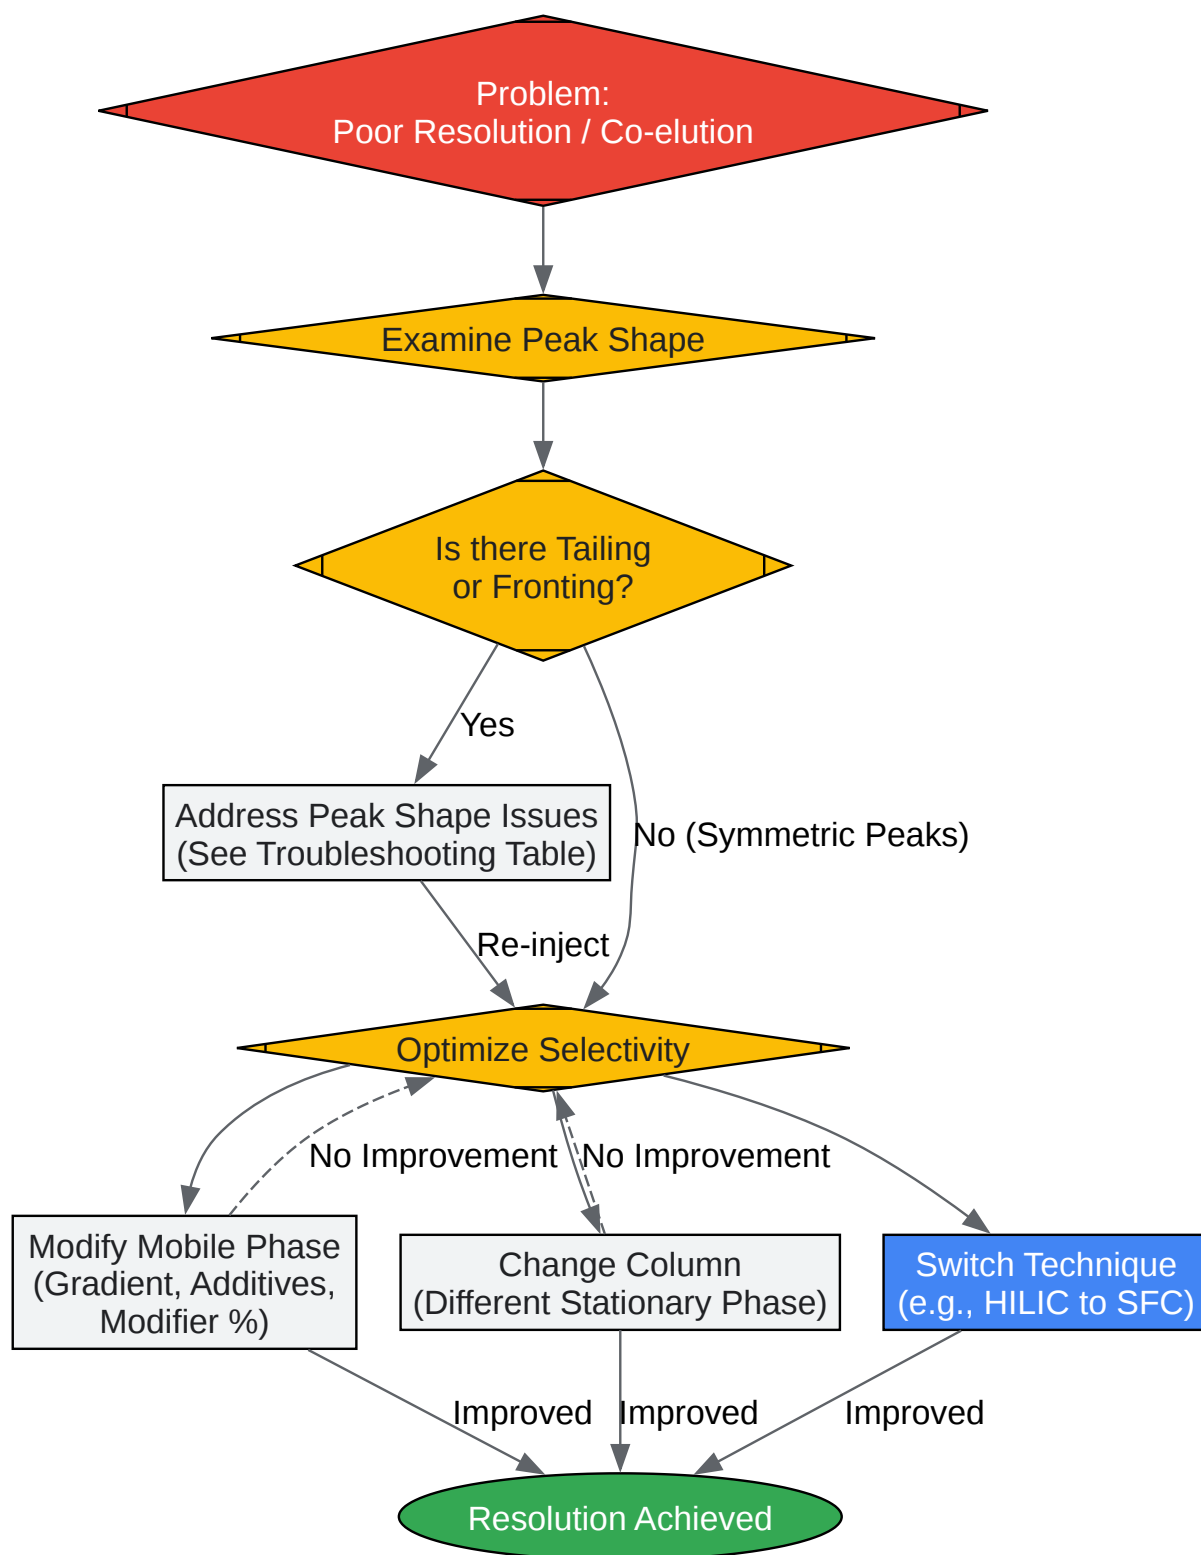 Problem:
Poor Resolution / Co-elution
Examine Peak Shape
Is there Tailing
or Fronting?
Yes
Address Peak Shape Issues
(See Troubleshooting Table)
No (Symmetric Peaks)
Re-inject
Optimize Selectivity
No Improvement
No Improvement
Modify Mobile Phase
(Gradient, Additives,
Modifier %)
Change Column
(Different Stationary Phase)
Switch Technique
(e.g., HILIC to SFC)
Improved
Improved
Improved
Resolution Achieved